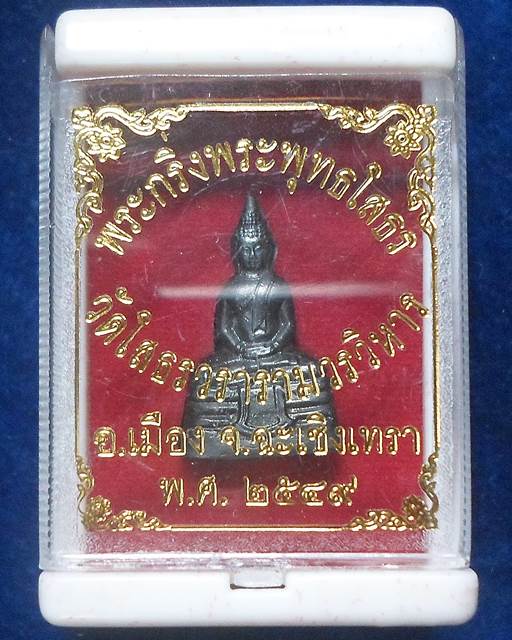 พระกริ่งพระพุทธโสธร
วัดโสธรวรารามวรวิหาร
อ.เมือง จ.ฉะเชิงเทรา
พ.ศ. ๒๕๔๙